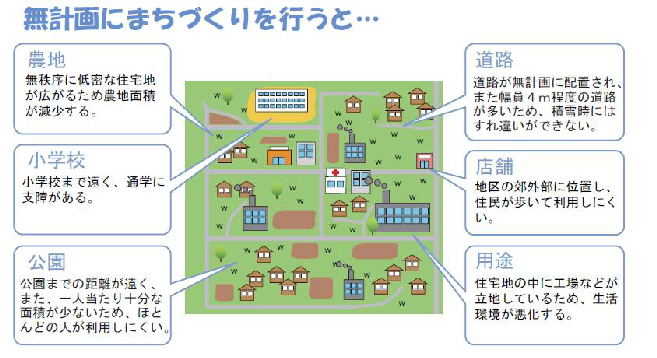 無計画にまちづくりを行うと…
農地
無秩序に低密な住宅地
が広がるため農地面積
が減少する。
小学校
小学校まで遠く、通学に
支障がある。
公園
公園までの距離が遠く、
また、一人当たり十分な
面積が少ないため、ほと
んどの人が利用しにくい。
道路
道路が無計画に配置され、
また幅員4m程度の道路
が多いため、積雪時には
すれ違いができない。
店舗
地区の郊外部に位置し、
住民が歩いて利用しにく
い。
用途
住宅地の中に工場などが
立地しているため、生活
環境が悪化する。